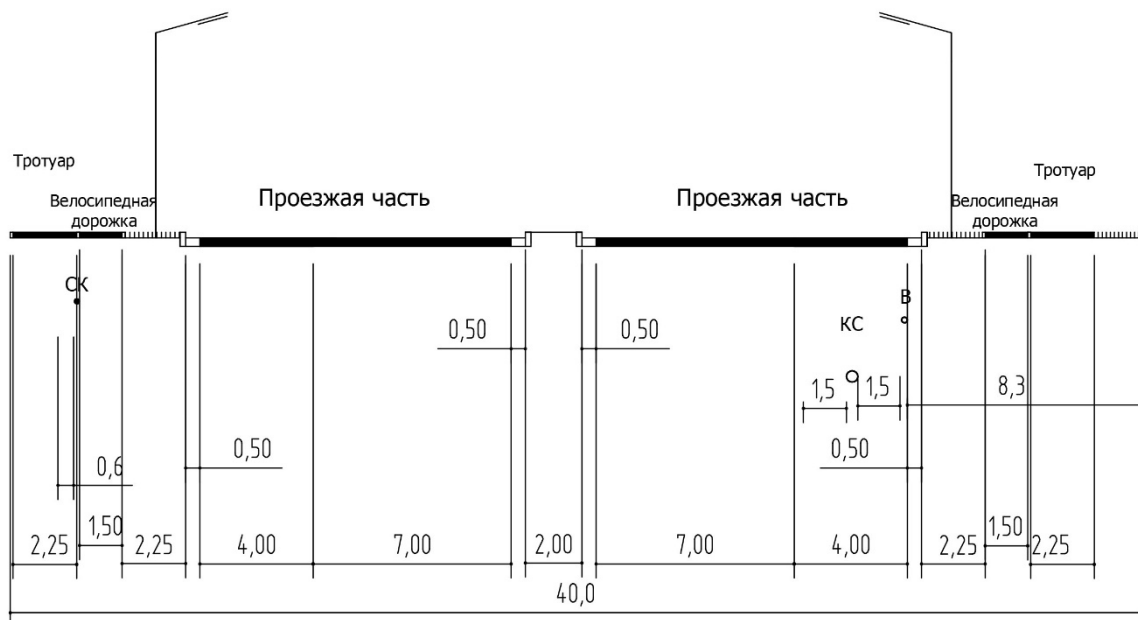 Тротуар
Велосипедная
дорожка
Проезжая часть
Проезжая часть
Тротуар
Велосипедная
дорожка
СК
В
КС
0,50
0,50
1,5
1,5
8,3
0,50
0,50
0,6
2,25
1,50
2,25
4,00
7,00
2,00
7,00
4,00
2,25
1,50
2,25
40,0